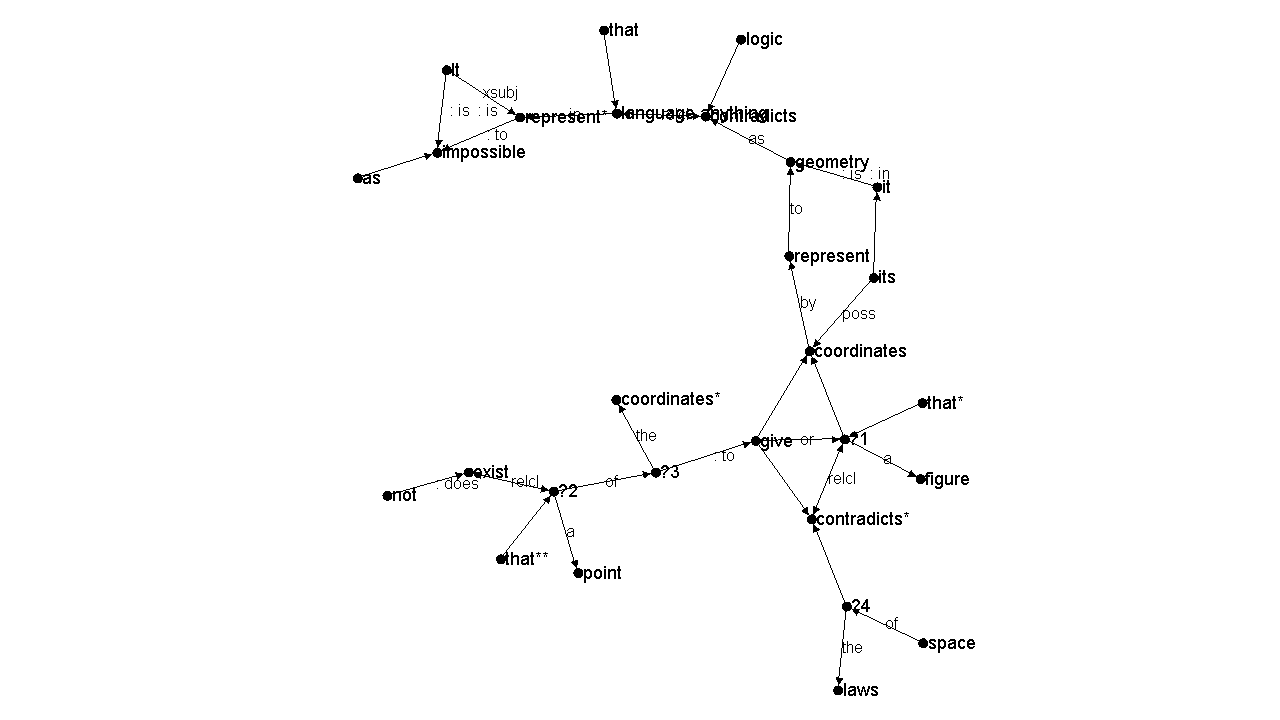 that
logic
It
xsubj
: is : is
represent*
in
language anything
contradicts
: to
impossible
as
as
geometry
: is : in
it
to
represent
its
by
poss
coordinates
coordinates*
that*
the
give
or
?1
: to
a
exist
?3
figure
: does
relcl
of
relcl
not
?2
contradicts*
a
that**
point
?4
of
space
the
laws